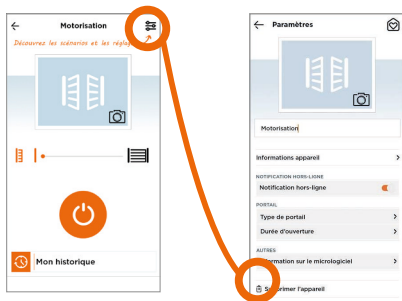 Motorisation
Découvrez les scénarios et les réglages
Mon historique
Paramètres
Motorisation
Informations appareil
NOTIFICATION HORS-LIGNE
Notification hors-ligne
PORTAIL
Type de portail
Durée d'ouverture
AUTRES
Information sur le micrologiciel
Supprimer l'appareil